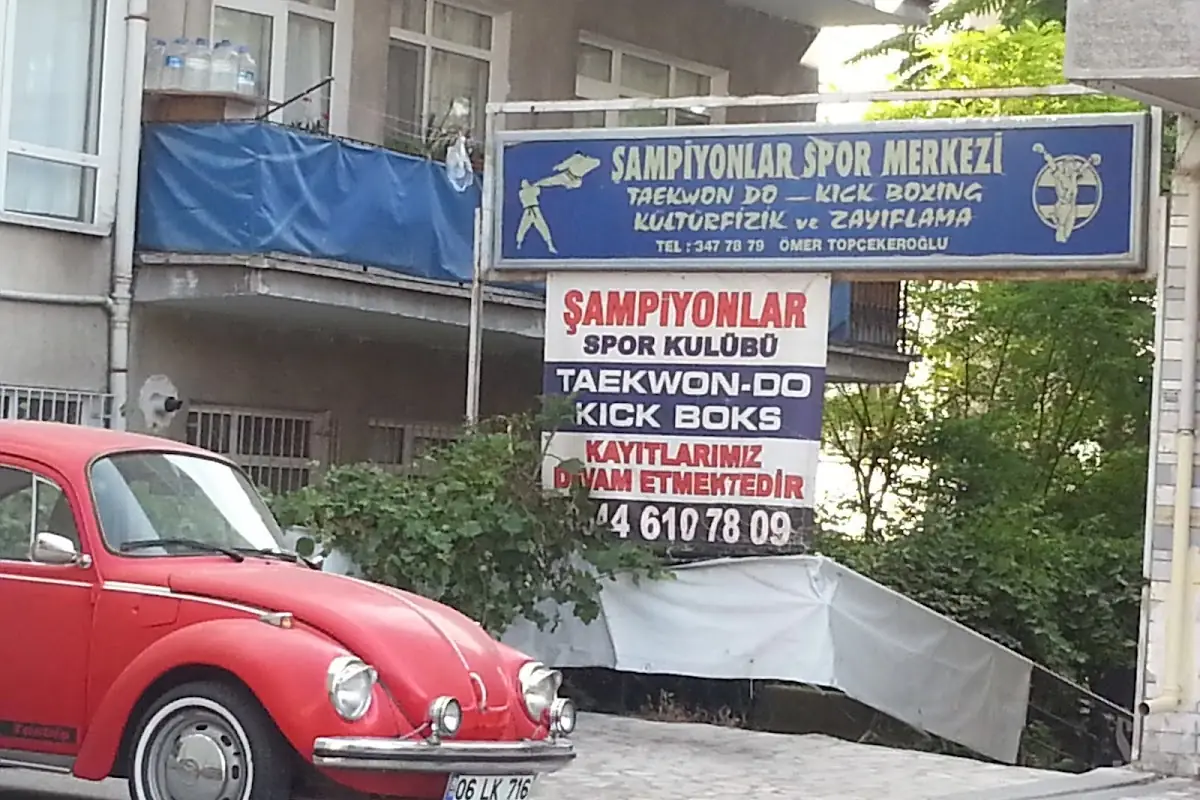 ŞAMPİYONLAR SPOR MERKEZİ
TAEKWON DO — KICK BOXING
KÜLTÜRFİZİK ve ZAYIFLAMA
TEL : 347 78 79 ÖMER TOPÇEKEROĞLU
ŞAMPİYONLAR
SPOR KULÜBÜ
TAEKWON-DO
KICK BOKS
KAYITLARIMIZ
DEVAM ETMEKTEDİR
44 610 78 09
06 LK 716